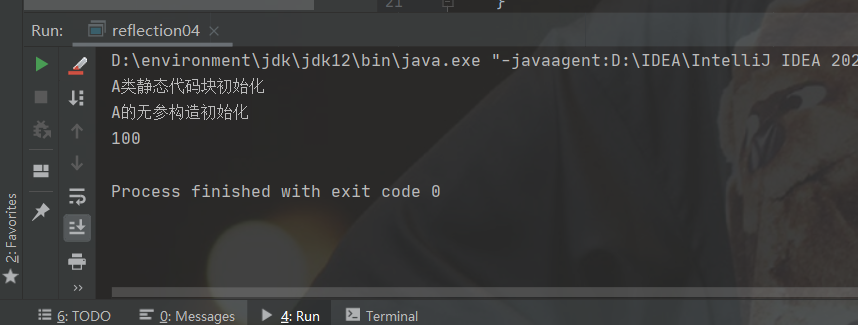 21 }
Run: reflection04 ×
D:\environment\jdk\jdk12\bin\java.exe "-javaagent:D:\IDEA\IntelliJ IDEA 202
A类静态代码块初始化
A的无参构造初始化
100
Process finished with exit code 0
2: Favorites
6: TODO 0: Messages 4: Run Terminal